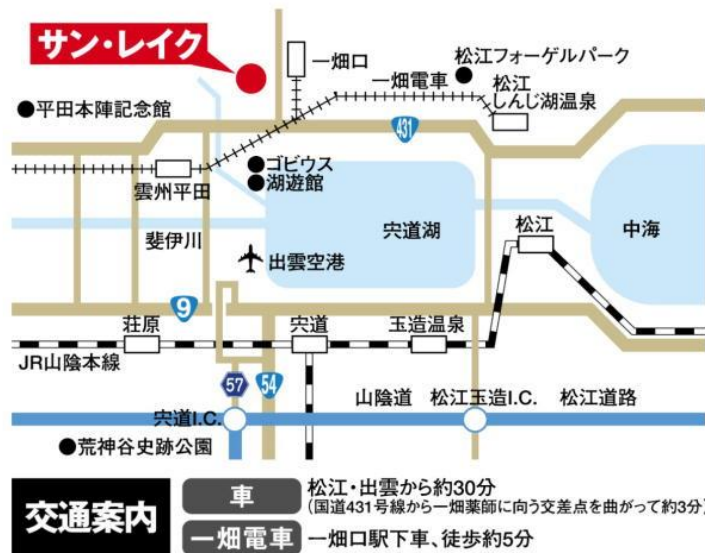 サン・レイク
一畑口
松江フォーゲルパーク
一畑電車
松江
しんじ湖温泉
●平田本陣記念館
431
ゴビウス
湖遊館
雲州平田
宍道湖
松江
中海
斐伊川
出雲空港
9
荘原
宍道
玉造温泉
JR山陰本線
57
54
山陰道
松江玉造I.C.
松江道路
宍道I.C.
●荒神谷史跡公園
交通案内
車
松江・出雲から約30分
(国道431号線から一畑薬師に向う交差点を曲がって約3分)
一畑電車
一畑口駅下車、徒歩約5分